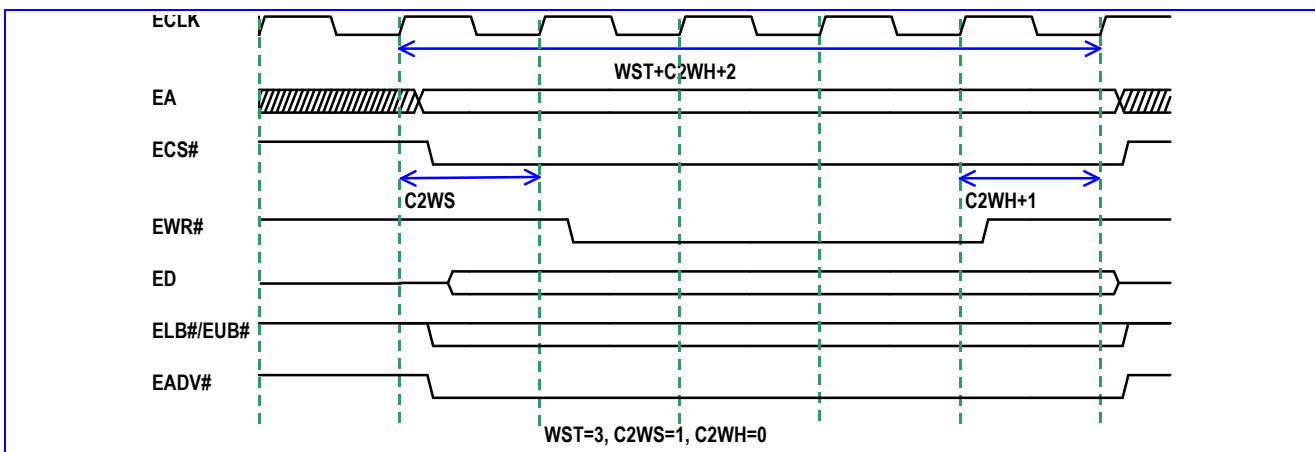 ECLK
WST+C2WH+2
EA
ECS#
C2WS
C2WH+1
EWR#
ED
ELB#/EUB#
EADV#
WST=3, C2WS=1, C2WH=0